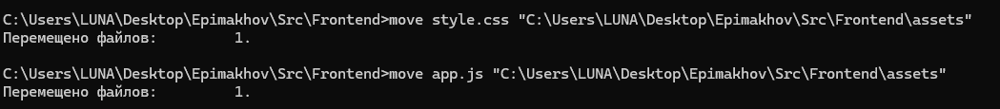 C:\Users\LUNA\Desktop\Epimakhov\Src\Frontend>move style.css "C:\Users\LUNA\Desktop\Epimakhov\Src\Frontend\assets"
Перемещено файлов:         1.
C:\Users\LUNA\Desktop\Epimakhov\Src\Frontend>move app.js "C:\Users\LUNA\Desktop\Epimakhov\Src\Frontend\assets"
Перемещено файлов:         1.